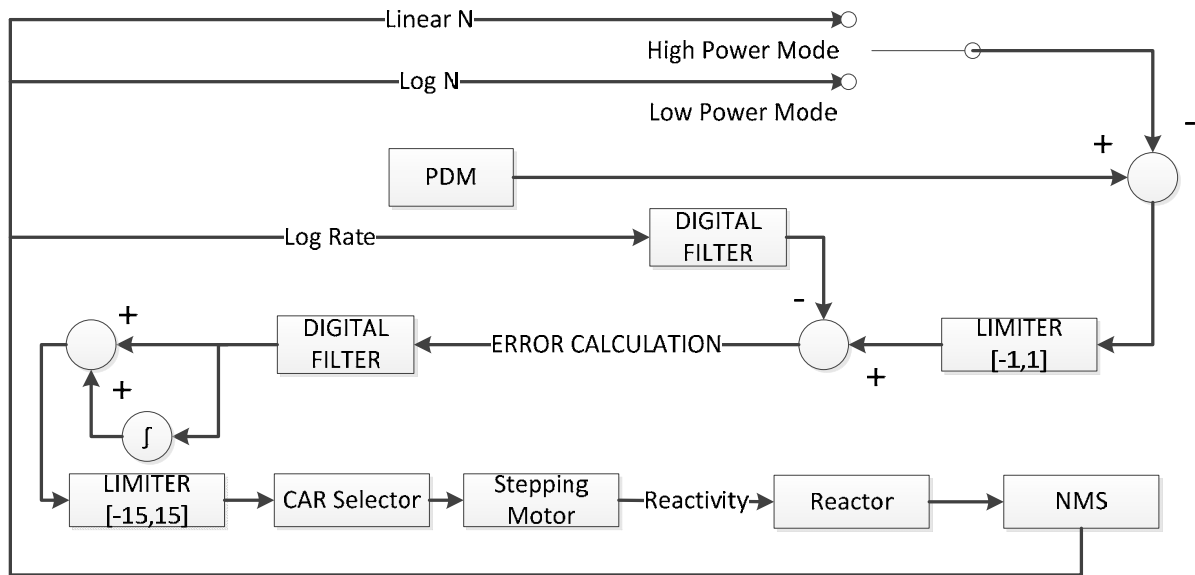 Linear N
High Power Mode
Log N
Low Power Mode
-
+
PDM
DIGITAL
FILTER
Log Rate
-
+
DIGITAL
FILTER
ERROR CALCULATION
LIMITER
[-1,1]
+
+
∫
LIMITER
[-15,15]
CAR Selector
Stepping
Motor
Reactivity
Reactor
NMS